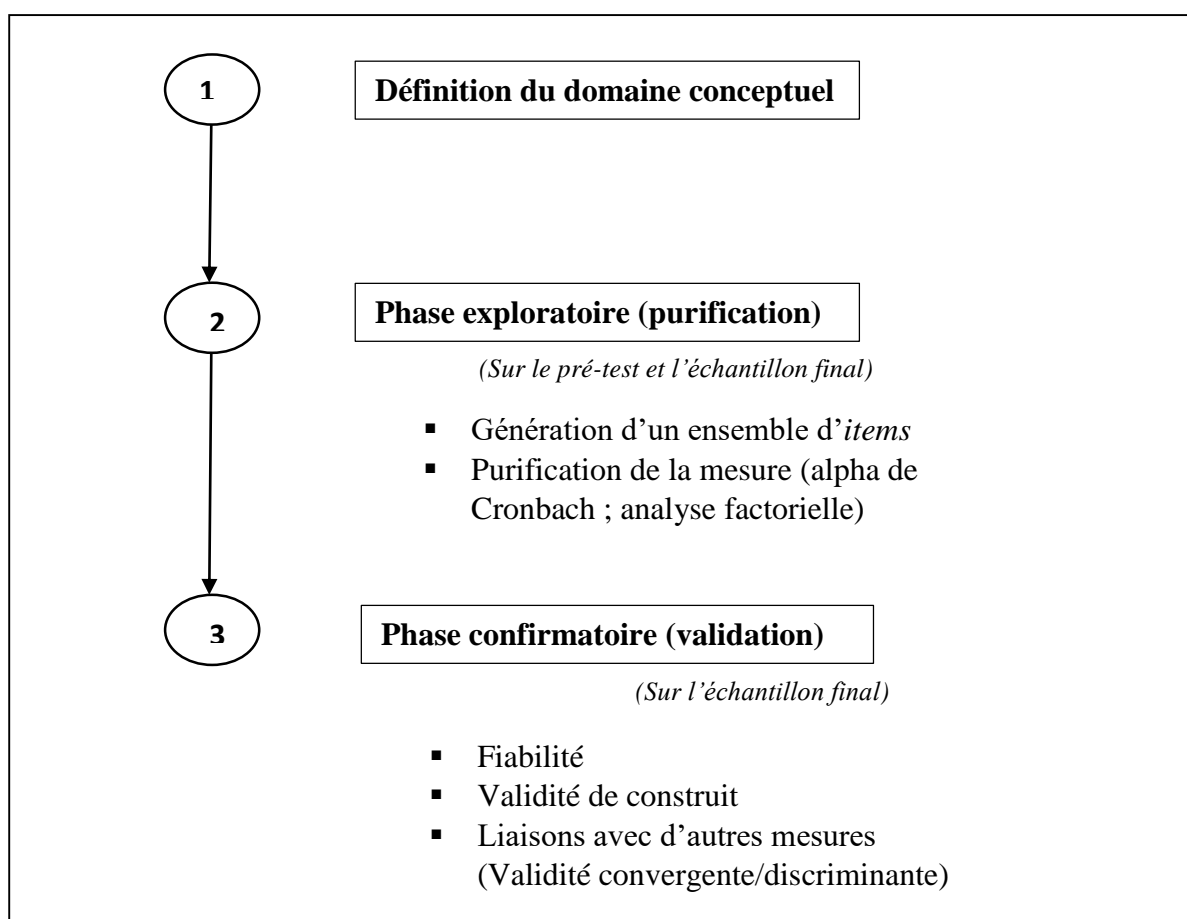 1
Définition du domaine conceptuel
2
Phase exploratoire (purification)
(Sur le pré-test et l’échantillon final)
▪ Génération d’un ensemble d’items
▪ Purification de la mesure (alpha de
Cronbach ; analyse factorielle)
3
Phase confirmatoire (validation)
(Sur l’échantillon final)
▪ Fiabilité
▪ Validité de construit
▪ Liaisons avec d’autres mesures
(Validité convergente/discriminante)